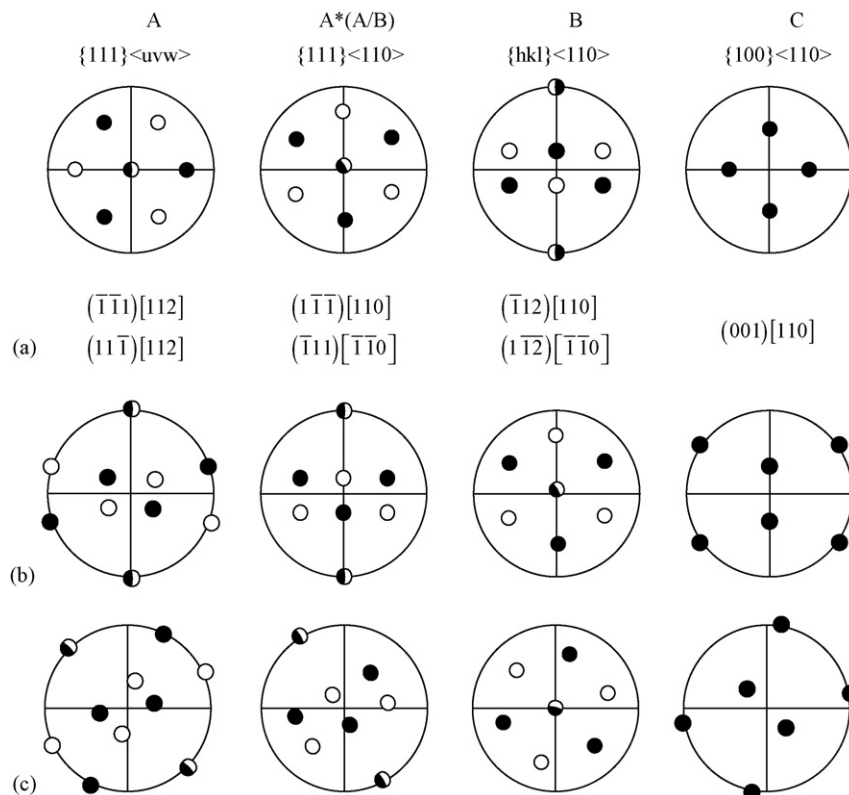 A A*(A/B) B C
{111}<uvw> {111}<110> {hkl}<110> {100}<110>
(1̅1̅1)[112] (11̅1̅)[110] (1̅12)[110]
(a) (111̅)[112] (1̅11)[1̅1̅0] (11̅2̅)[1̅1̅0] (001)[110]
(b)
(c)